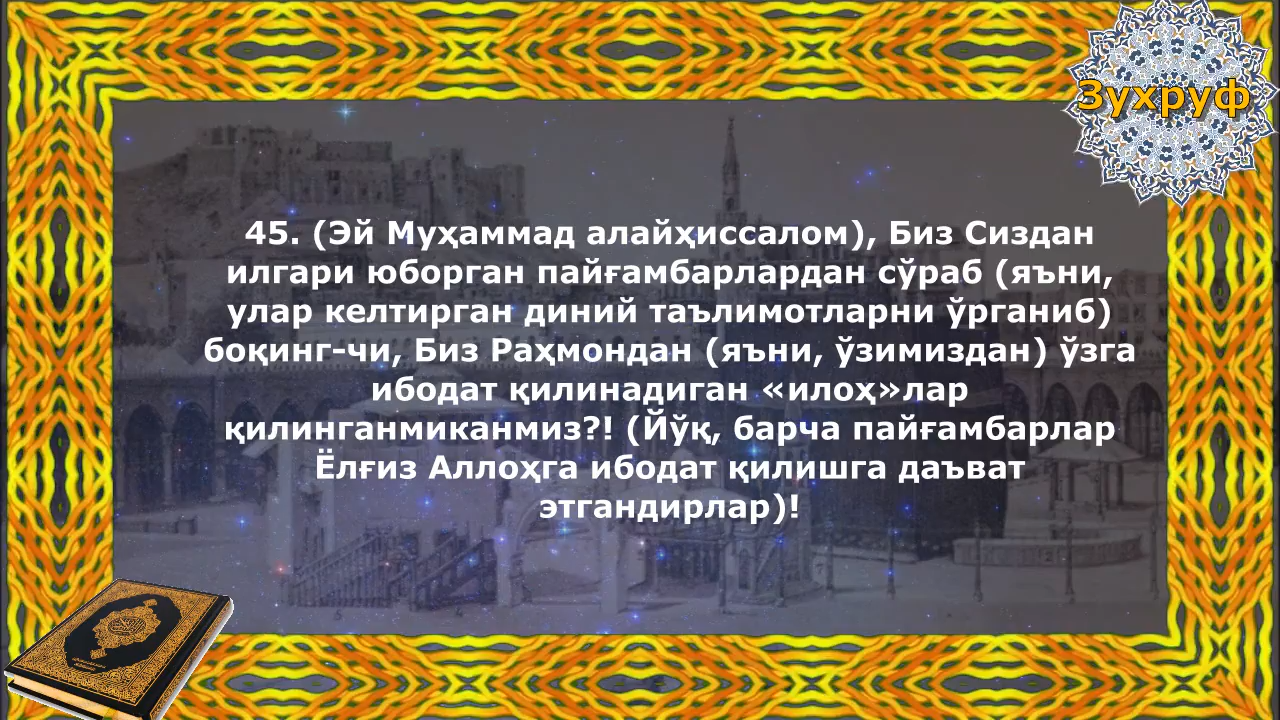 Зухруф
45. (Эй Муҳаммад алайҳиссалом), Биз Сиздан
илгари юборган пайғамбарлардан сўраб (яъни,
улар келтирган диний таълимотларни ўрганиб)
боқинг-чи, Биз Раҳмондан (яъни, ўзимиздан) ўзга
ибодат қилинадиган «илоҳ»лар
қилинганмиканмиз?! (Йўқ, барча пайғамбарлар
Ёлғиз Аллоҳга ибодат қилишга даъват
этгандирлар)!